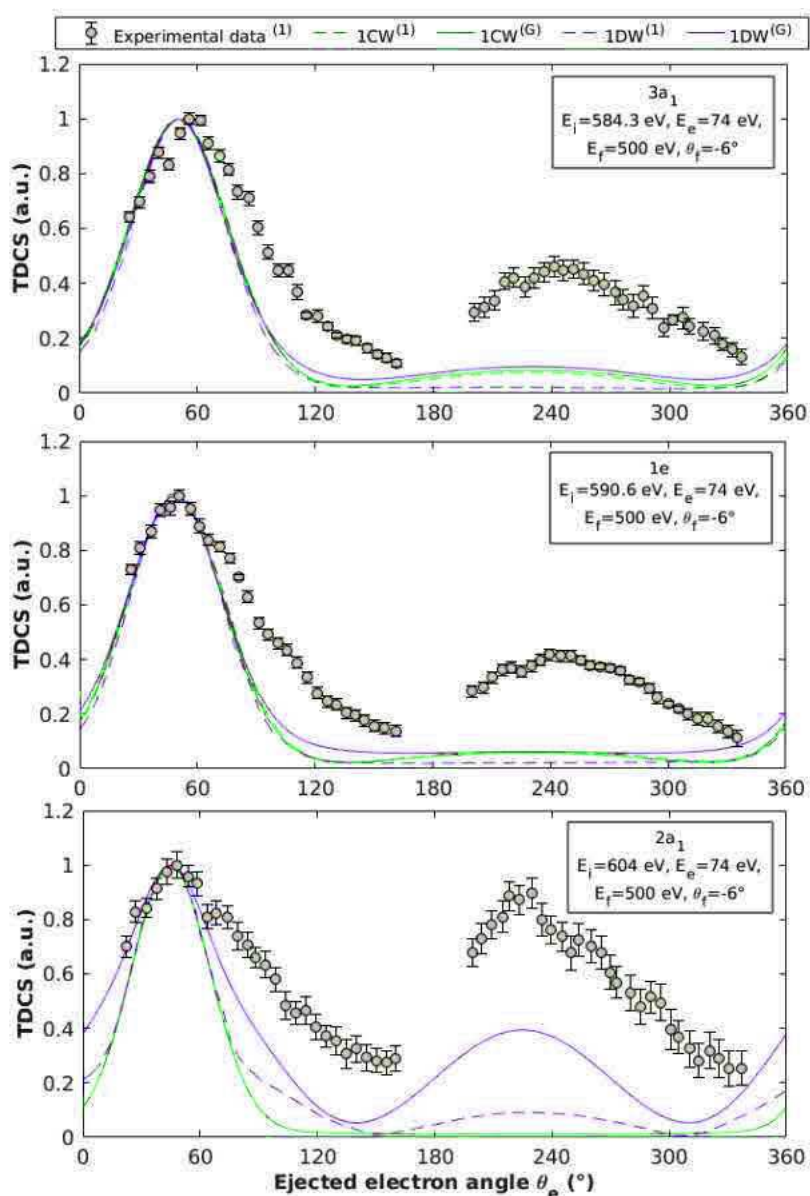 Experimental data (1) 1CW(1) 1CW(G) 1DW(1) 1DW(G)
1.2
1
0.8
0.6
0.4
0.2
0
TDCS (a.u.)
3a1
Ei=584.3 eV, Ee=74 eV,
Ef=500 eV, θf=-6°
0 60 120 180 240 300 360
1.2
1
0.8
0.6
0.4
0.2
0
TDCS (a.u.)
1e
Ei=590.6 eV, Ee=74 eV,
Ef=500 eV, θf=-6°
0 60 120 180 240 300 360
1.2
1
0.8
0.6
0.4
0.2
0
TDCS (a.u.)
2a1
Ei=604 eV, Ee=74 eV,
Ef=500 eV, θf=-6°
0 60 120 180 240 300 360
Ejected electron angle θe (°)